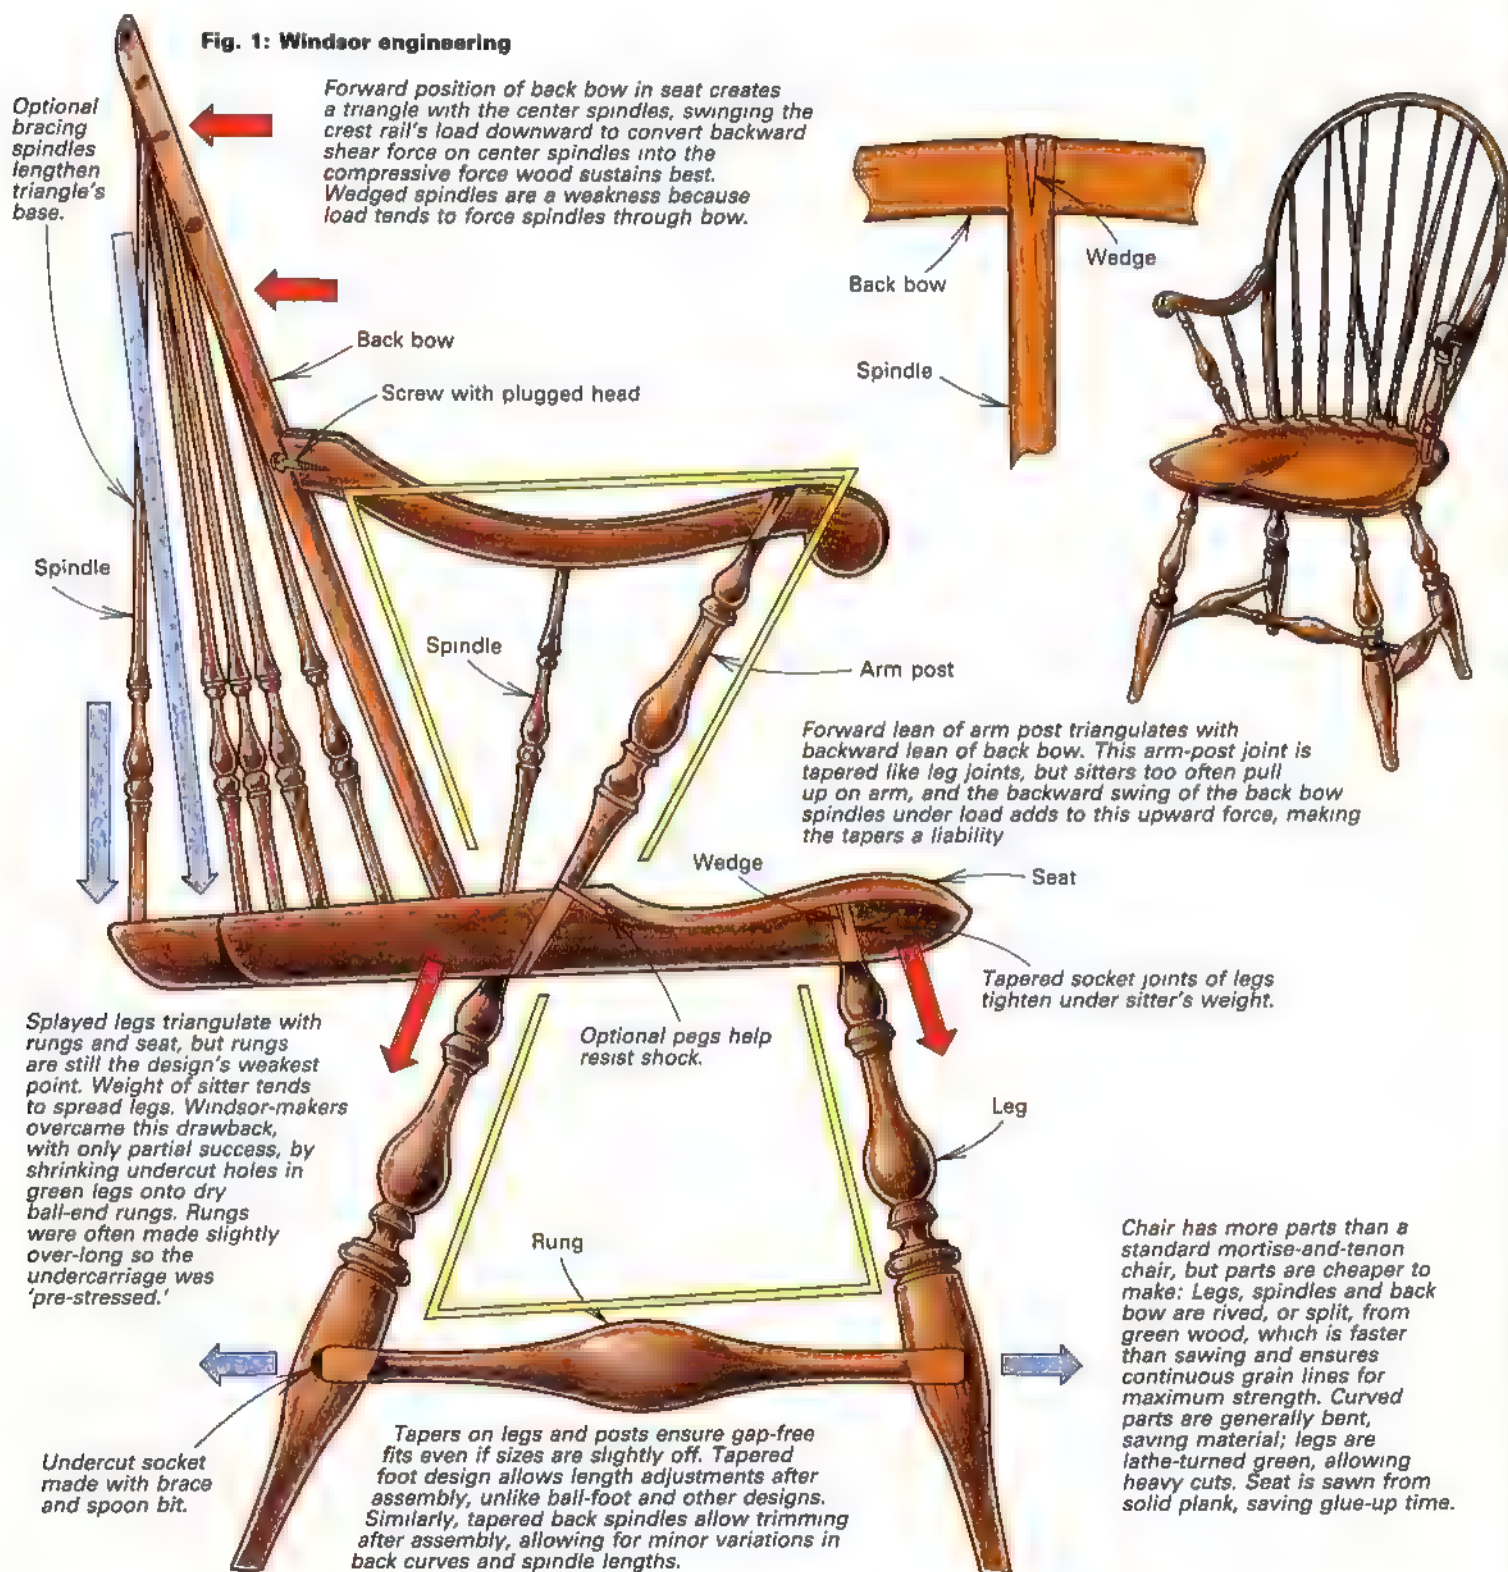 Fig. 1: Windsor engineering
Optional
bracing
spindles
lengthen
triangle's
base.
Forward position of back bow in seat creates
a triangle with the center spindles, swinging the
crest rail's load downward to convert backward
shear force on center spindles into the
compressive force wood sustains best.
Wedged spindles are a weakness because
load tends to force spindles through bow.
Wedge
Back bow
Spindle
Back bow
Screw with plugged head
Spindle
Spindle
Arm post
Forward lean of arm post triangulates with
backward lean of back bow. This arm-post joint is
tapered like leg joints, but sitters too often pull
up on arm, and the backward swing of the back bow
spindles under load adds to this upward force, making
the tapers a liability
Wedge
Seat
Tapered socket joints of legs
tighten under sitter's weight.
Optional pegs help
resist shock.
Splayed legs triangulate with
rungs and seat, but rungs
are still the design's weakest
point. Weight of sitter tends
to spread legs. Windsor-makers
overcame this drawback,
with only partial success, by
shrinking undercut holes in
green legs onto dry
ball-end rungs. Rungs
were often made slightly
over-long so the
undercarriage was
'pre-stressed.'
Leg
Rung
Chair has more parts than a
standard mortise-and-tenon
chair, but parts are cheaper to
make: Legs, spindles and back
bow are rived, or split, from
green wood, which is faster
than sawing and ensures
continuous grain lines for
maximum strength. Curved
parts are generally bent,
saving material; legs are
lathe-turned green, allowing
heavy cuts. Seat is sawn from
solid plank, saving glue-up time.
Undercut socket
made with brace
and spoon bit.
Tapers on legs and posts ensure gap-free
fits even if sizes are slightly off. Tapered
foot design allows length adjustments after
assembly, unlike ball-foot and other designs.
Similarly, tapered back spindles allow trimming
after assembly, allowing for minor variations in
back curves and spindle lengths.